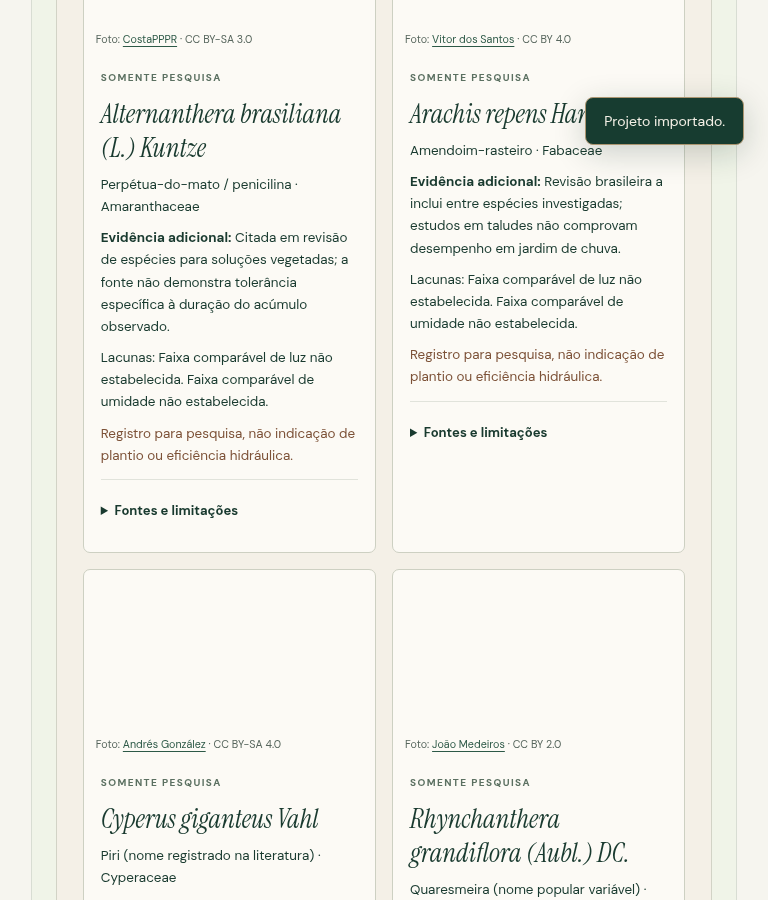 Foto: CostaPPPR · CC BY-SA 3.0
SOMENTE PESQUISA
Alternanthera brasiliana
(L.) Kuntze
Perpétua-do-mato / penicilina ·
Amaranthaceae
Evidência adicional: Citada em revisão
de espécies para soluções vegetadas; a
fonte não demonstra tolerância
específica à duração do acúmulo
observado.
Lacunas: Faixa comparável de luz não
estabelecida. Faixa comparável de
umidade não estabelecida.
Registro para pesquisa, não indicação de
plantio ou eficiência hidráulica.
▶ Fontes e limitações
Foto: Vitor dos Santos · CC BY 4.0
SOMENTE PESQUISA
Arachis repens
Projeto importado.
Amendoim-rasteiro · Fabaceae
Evidência adicional: Revisão brasileira a
inclui entre espécies investigadas;
estudos em taludes não comprovam
desempenho em jardim de chuva.
Lacunas: Faixa comparável de luz não
estabelecida. Faixa comparável de
umidade não estabelecida.
Registro para pesquisa, não indicação de
plantio ou eficiência hidráulica.
▶ Fontes e limitações
Foto: Andrés González · CC BY-SA 4.0
SOMENTE PESQUISA
Cyperus giganteus Vahl
Piri (nome registrado na literatura) ·
Cyperaceae
Foto: João Medeiros · CC BY 2.0
SOMENTE PESQUISA
Rhynchanthera
grandiflora (Aubl.) DC.
Quaresmeira (nome popular variável) ·